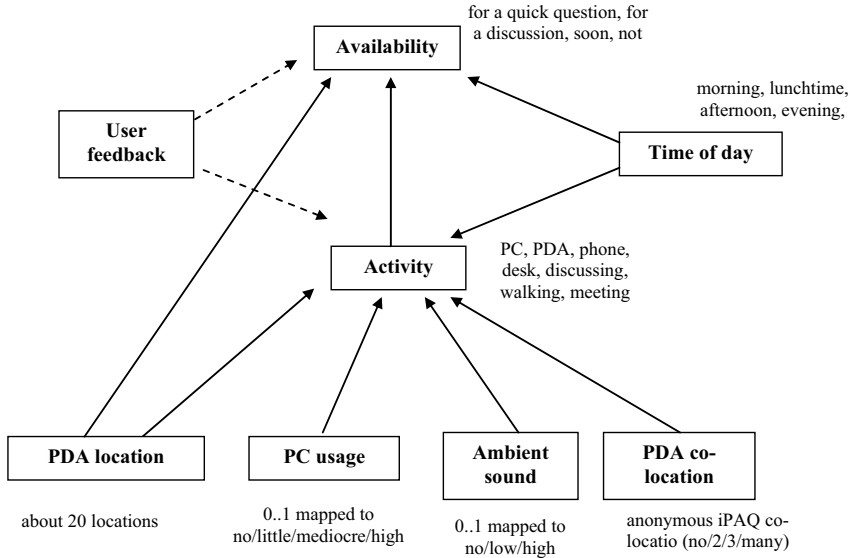 for a quick question, for
a discussion, soon, not
Availability
morning, lunchtime,
afternoon, evening,
User
feedback
Time of day
PC, PDA, phone,
desk, discussing,
walking, meeting
Activity
PDA location
PC usage
Ambient
sound
PDA co-
location
about 20 locations
0..1 mapped to
no/little/mediocre/high
0..1 mapped to
no/low/high
anonymous iPAQ co-
locatio (no/2/3/many)